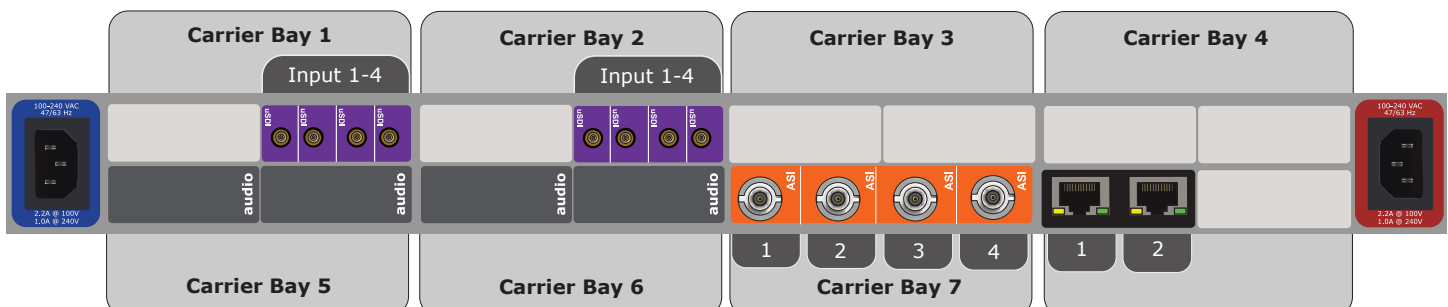 Carrier Bay 1
Carrier Bay 2
Carrier Bay 3
Carrier Bay 4
Input 1-4
Input 1-4
100-240 VAC
47/63 Hz
uSDI
uSDI
uSDI
uSDI
uSDI
uSDI
uSDI
uSDI
100-240 VAC
47/63 Hz
audio
audio
audio
audio
ASI
ASI
ASI
ASI
2.2A @ 100V
1.0A @ 240V
2.2A @ 100V
1.0A @ 240V
1
2
3
4
1
2
Carrier Bay 5
Carrier Bay 6
Carrier Bay 7